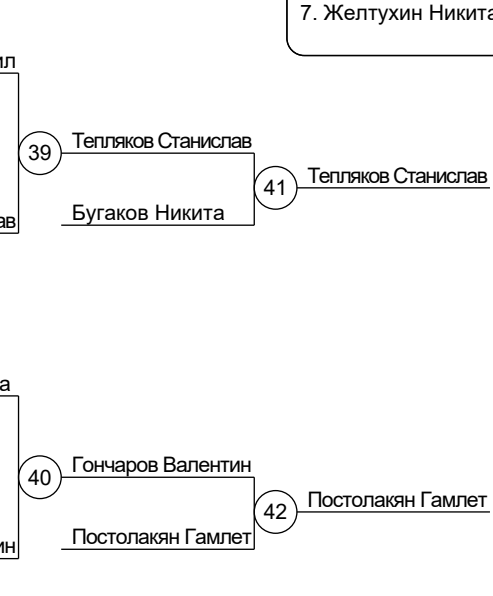 7. Желтухин Никита
39
Тепляков Станислав
41
Тепляков Станислав
Бугаков Никита
40
Гончаров Валентин
42
Постолакян Гамлет
Постолакян Гамлет